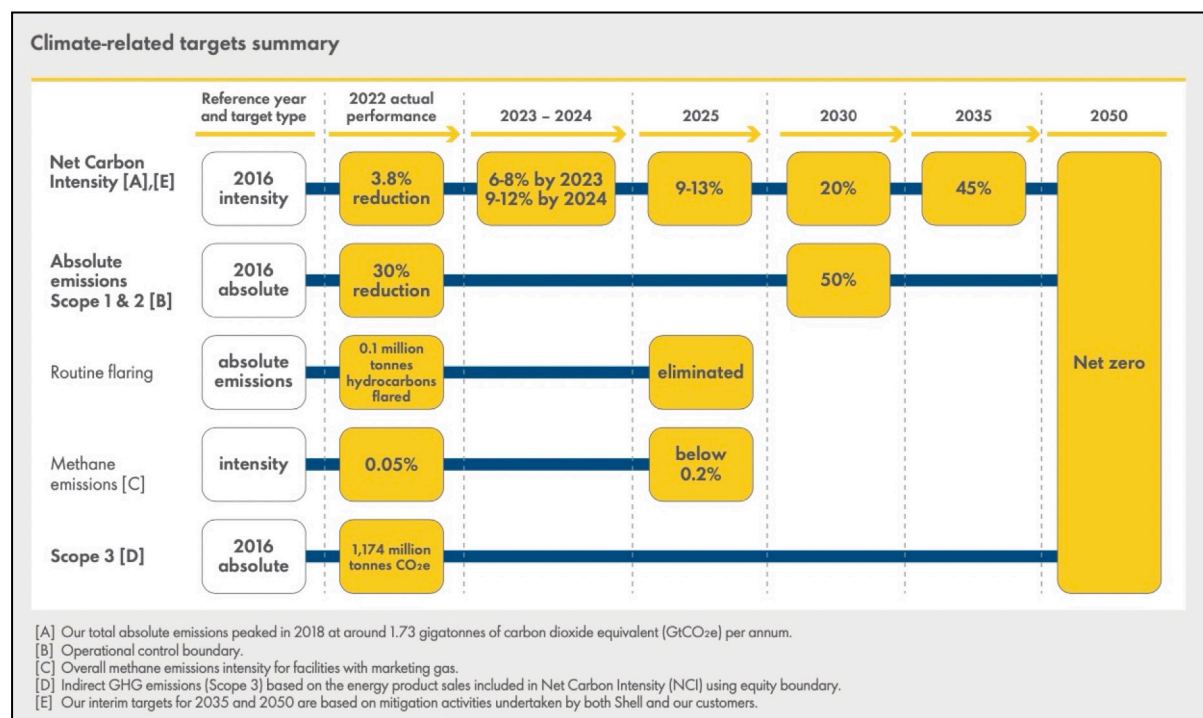 Climate-related targets summary
Reference year
and target type
2022 actual
performance
2023 – 2024
2025
2030
2035
2050
Net Carbon
Intensity [A],[E]
2016
intensity
3.8%
reduction
6-8% by 2023
9-12% by 2024
9-13%
20%
45%
Absolute
emissions
Scope 1 & 2 [B]
2016
absolute
30%
reduction
50%
Routine flaring
absolute
emissions
0.1 million
tonnes
hydrocarbons
flared
eliminated
Net zero
Methane
emissions [C]
intensity
0.05%
below
0.2%
Scope 3 [D]
2016
absolute
1,174 million
tonnes CO2e
[A] Our total absolute emissions peaked in 2018 at around 1.73 gigatonnes of carbon dioxide equivalent (GtCO2e) per annum.
[B] Operational control boundary.
[C] Overall methane emissions intensity for facilities with marketing gas.
[D] Indirect GHG emissions (Scope 3) based on the energy product sales included in Net Carbon Intensity (NCI) using equity boundary.
[E] Our interim targets for 2035 and 2050 are based on mitigation activities undertaken by both Shell and our customers.